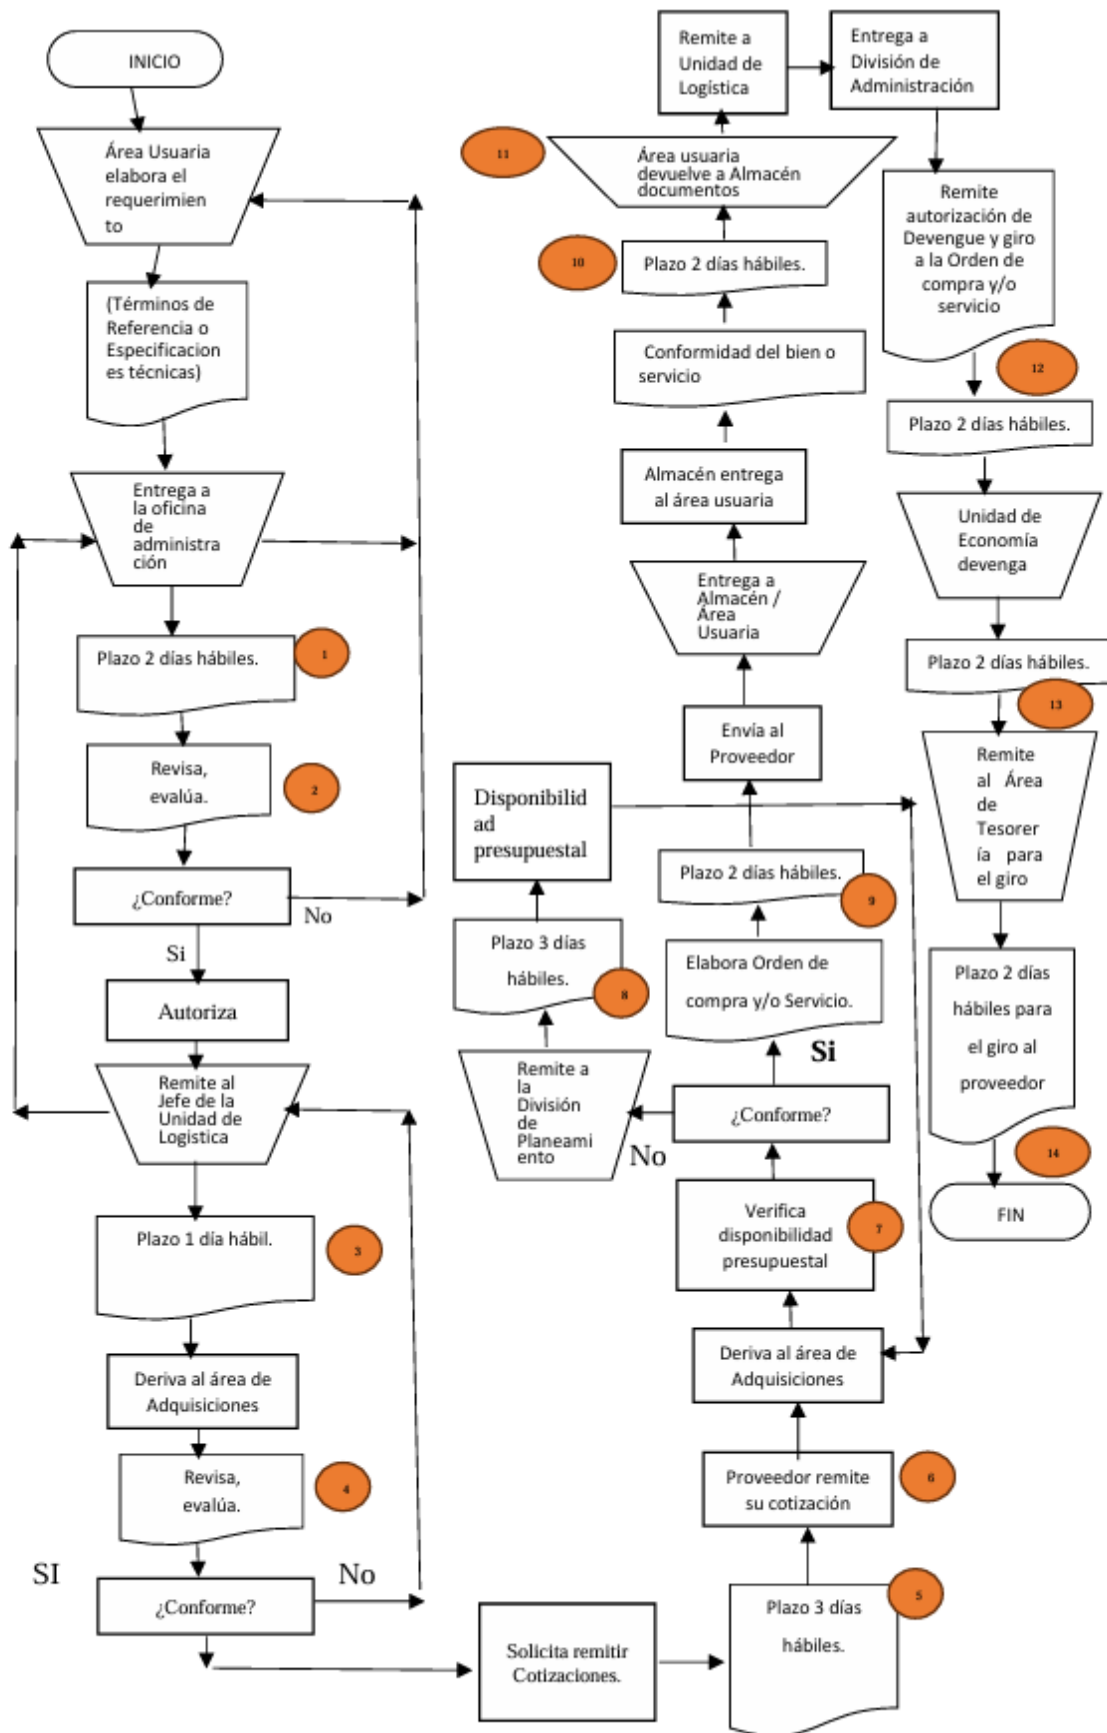 INICIO
Área Usuaria
elabora el
requerimien
to
(Términos de
Referencia o
Especificacion
es técnicas)
Entrega a
la oficina
de
administra
ción
Plazo 2 días hábiles.
1
Revisa,
evalúa.
2
¿Conforme?
No
Si
Autoriza
Remite al
Jefe de la
Unidad de
Logistica
Plazo 1 día hábil.
3
Deriva al área de
Adquisiciones
Revisa,
evalúa.
4
SI
No
¿Conforme?
Solicita remitir
Cotizaciones.
Plazo 3 días
hábiles.
5
Proveedor remite
su cotización
6
Deriva al área de
Adquisiciones
Verifica
disponibilidad
presupuestal
7
¿Conforme?
No
Si
Remite a
la
División
de
Planeami
ento
Plazo 3 días
hábiles.
8
Disponibilid
ad
presupuestal
Elabora Orden de
compra y/o Servicio.
Plazo 2 días hábiles.
9
Envía al
Proveedor
Entrega a
Almacén /
Área
Usuaria
Almacén entrega
al área usuaria
Conformidad del bien o
servicio
Plazo 2 días hábiles.
10
Área usuaria
devuelve a Almacén
documentos
11
Remite a
Unidad de
Logística
Entrega a
División de
Administración
Remite
autorización de
Devengue y giro
a la Orden de
compra y/o
servicio
12
Plazo 2 días hábiles.
Unidad de
Economía
devenga
Plazo 2 días hábiles.
13
Remite
al Área
de
Tesorer
ía para
el giro
Plazo 2 días
hábiles para
el giro al
proveedor
14
FIN